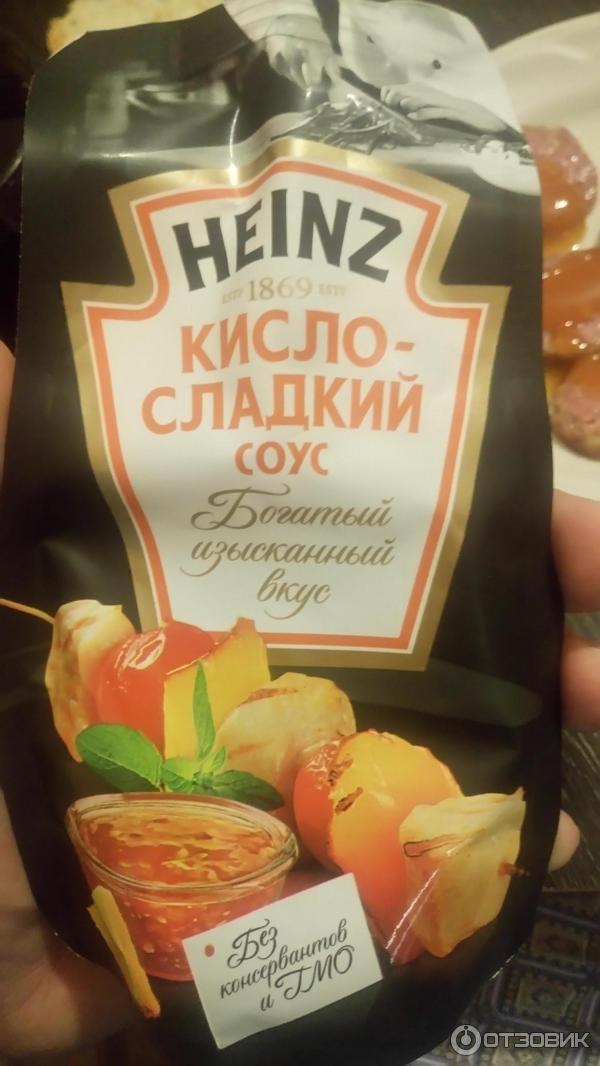 HEINZ
ESTD 1869 ESTD
КИСЛО-
СЛАДКИЙ
СОУС
Богатый
изысканный
вкус
Без
консервантов
и ГМО
ОТЗОВИК